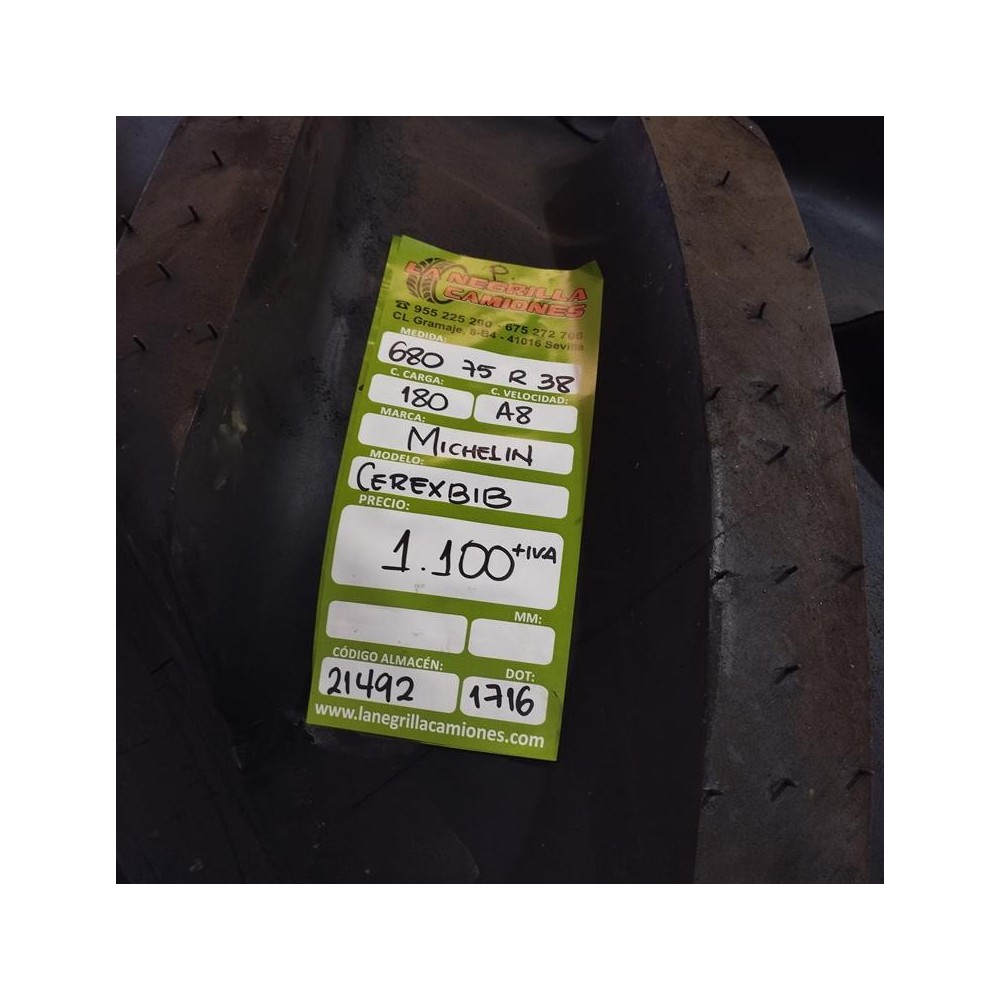 P.
LA NEGRILLA
CAMIONES
☎ 955 225 290 - 675 272 706
CL Gramaje, 8-B4 - 41016 Sevilla
MEDIDA:
680 75 R 38
C. CARGA: C. VELOCIDAD:
180 A8
MARCA:
MICHELIN
MODELO:
CEREXBIB
PRECIO:
1.100 +IVA
MM:
CÓDIGO ALMACÉN: DOT:
21492 1716
www.lanegrillacamiones.com